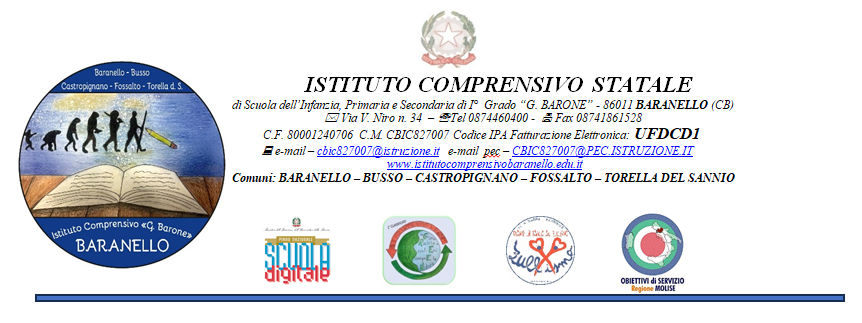 ISTITUTO COMPRENSIVO STATALE
di Scuola dell'Infanzia, Primaria e Secondaria di I° Grado "G. BARONE" - 86011 BARANELLO (CB)
Via V. Niro n. 34 – Tel 0874460400 - Fax 08741861528
C.F. 80001240706 C.M. CBIC827007 Codice IPA Fatturazione Elettronica: UFDCD1
e-mail – cbic827007@istruzione.it e-mail pec – CBIC827007@PEC.ISTRUZIONE.IT
www.istitutocomprensivobaranello.edu.it
Comuni: BARANELLO – BUSSO – CASTROPIGNANO – FOSSALTO – TORELLA DEL SANNIO
Baranello - Busso
Castropignano - Fossalto - Torella d. S.
Istituto Comprensivo «G. Barone»
BARANELLO
PIANO NAZIONALE
SCUOLA
digitale
bullismo
OBIETTIVI di SERVIZIO
Regione MOLISE